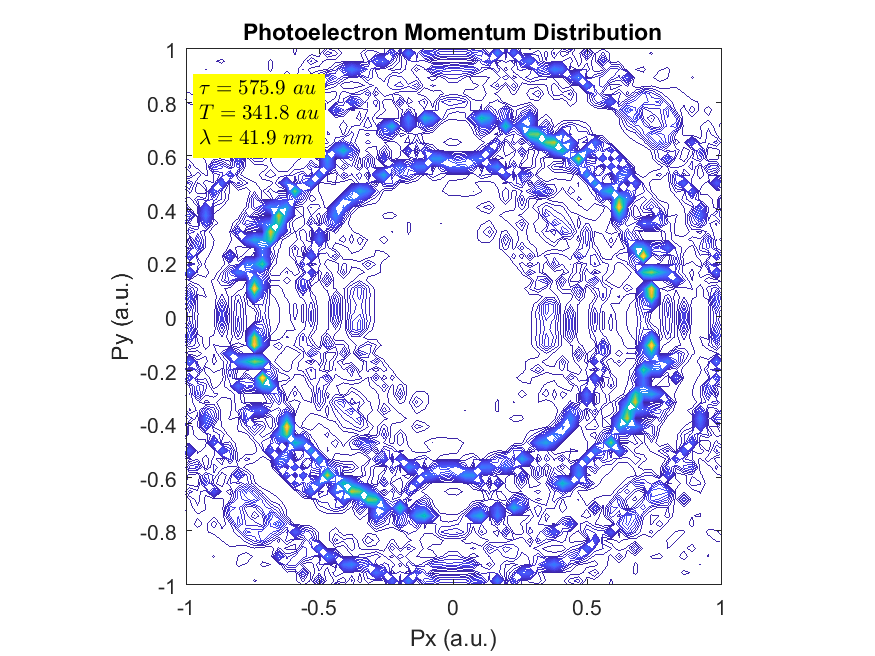 Photoelectron Momentum Distribution
τ = 575.9 au
T = 341.8 au
λ = 41.9 nm
1
0.8
0.6
0.4
0.2
0
-0.2
-0.4
-0.6
-0.8
-1
Py (a.u.)
-1 -0.5 0 0.5 1
Px (a.u.)